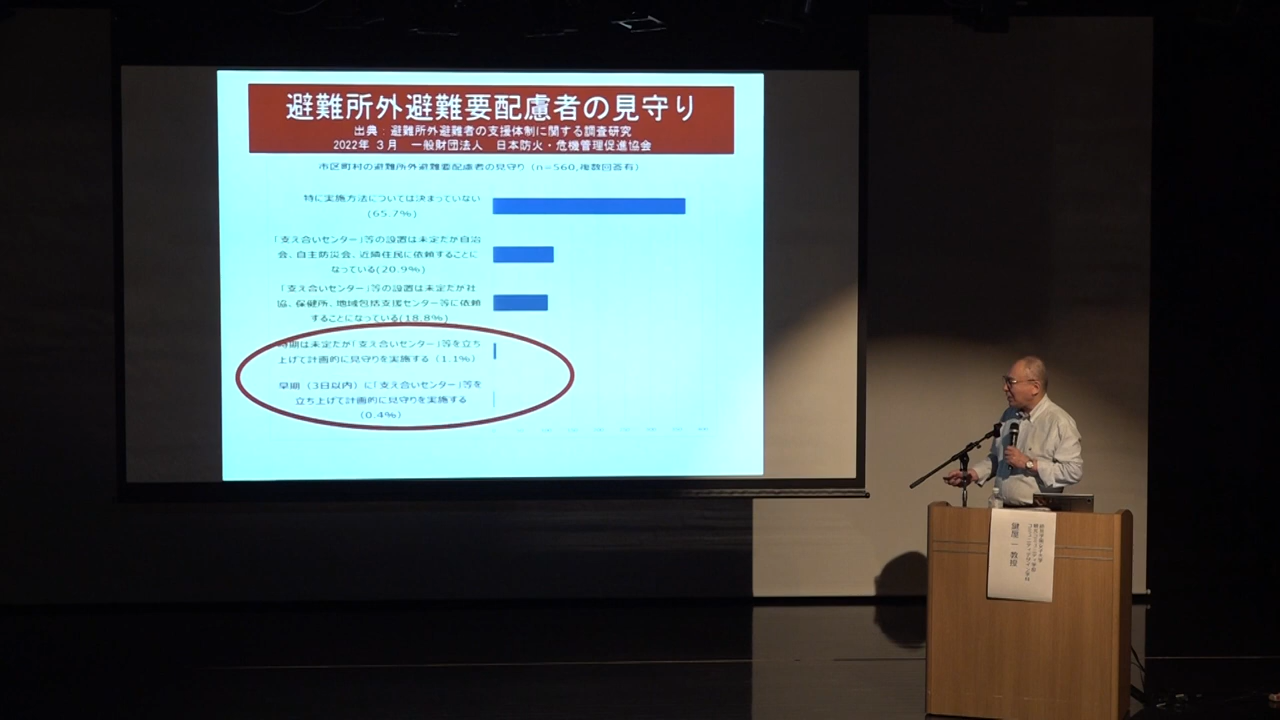 避難所外避難要配慮者の見守り
出典：避難所外避難者の支援体制に関する調査研究
2022年 3月 一般財団法人 日本防火・危機管理促進協会
市区町村の避難所外避難要配慮者の見守り（n＝560,複数回答有）
特に実施方法については決まっていない
(65.7%)
「支え合いセンター」等の設置は未定だが自治
会、自主防災会、近隣住民に依頼することに
なっている(20.9%)
「支え合いセンター」等の設置は未定だが社
協、保健所、地域包括支援センター等に依頼
することになっている(18.8%)
時期は未定だが「支え合いセンター」等を立ち
上げて計画的に見守りを実施する（1.1%）
早期（3日以内）に「支え合いセンター」等を
立ち上げて計画的に見守りを実施する
(0.4%)
鍵屋 一 教授